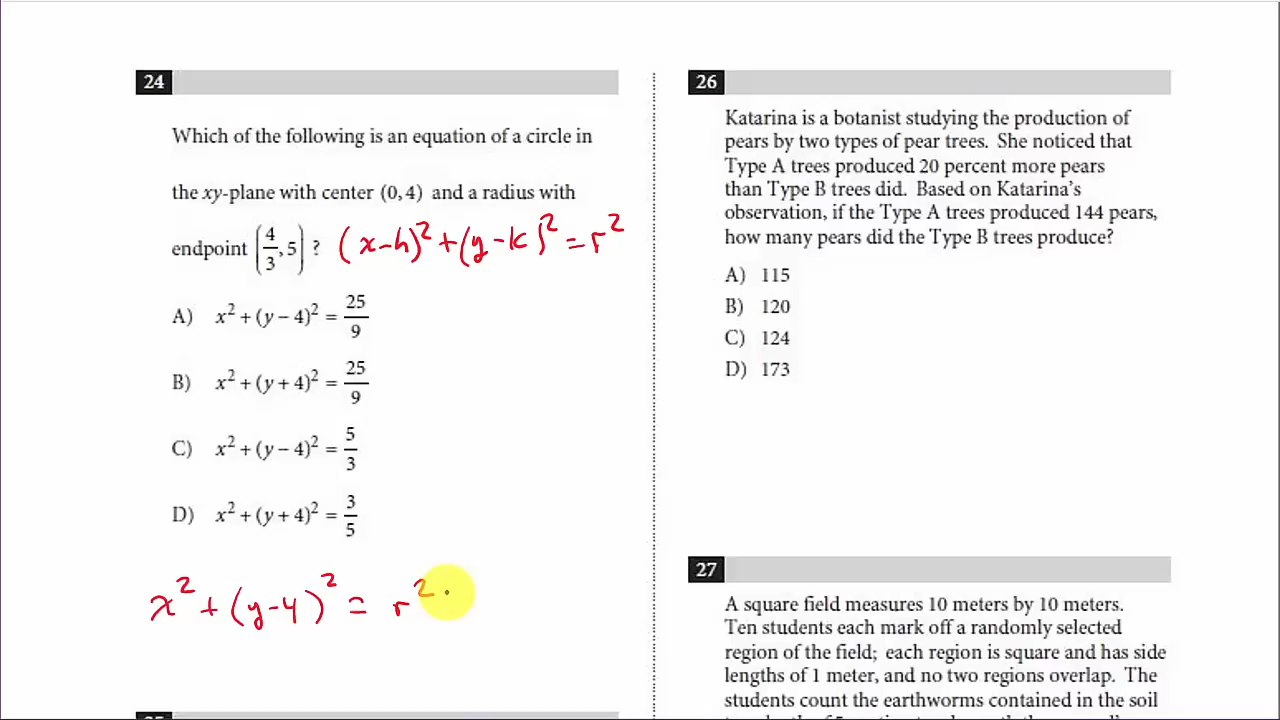 24
Which of the following is an equation of a circle in
the xy-plane with center (0, 4) and a radius with
endpoint (4/3, 5) ? (x-h)² + (y-k)² = r²
A) x² + (y − 4)² = 25/9
B) x² + (y + 4)² = 25/9
C) x² + (y − 4)² = 5/3
D) x² + (y + 4)² = 3/5
x² + (y-4)² = r²
26
Katarina is a botanist studying the production of
pears by two types of pear trees. She noticed that
Type A trees produced 20 percent more pears
than Type B trees did. Based on Katarina's
observation, if the Type A trees produced 144 pears,
how many pears did the Type B trees produce?
A) 115
B) 120
C) 124
D) 173
27
A square field measures 10 meters by 10 meters.
Ten students each mark off a randomly selected
region of the field; each region is square and has side
lengths of 1 meter, and no two regions overlap. The
students count the earthworms contained in the soil